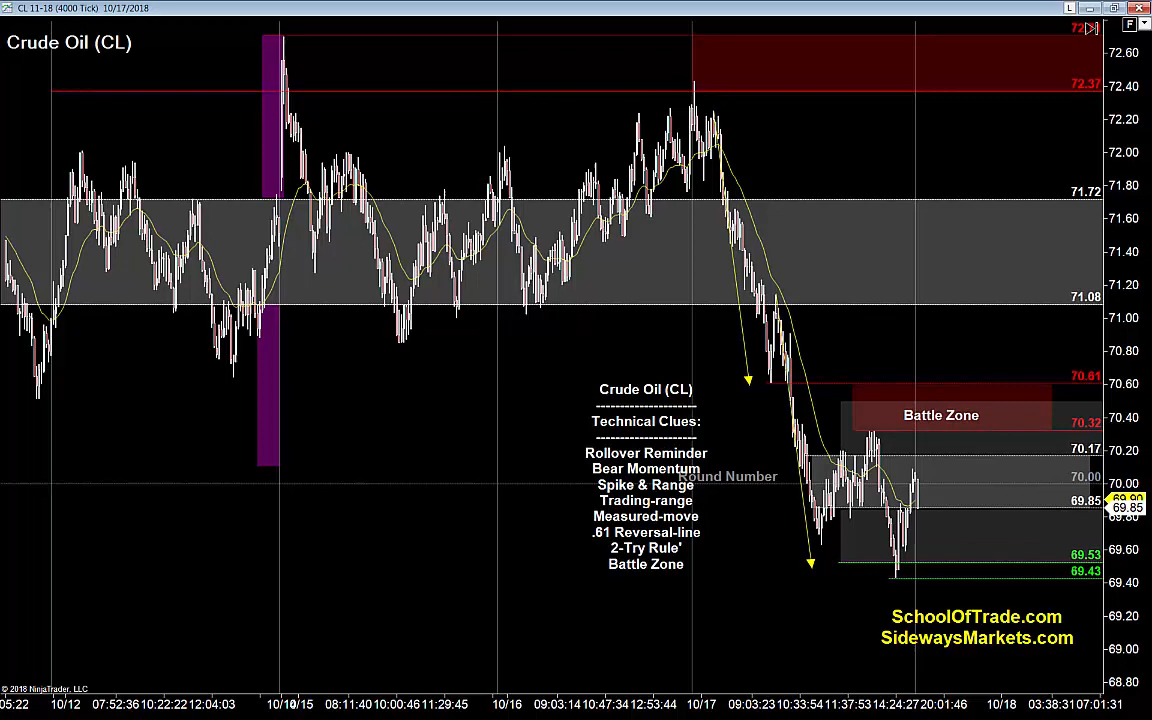 CL 11-18 (4000 Tick)  10/17/2018
L
F
Crude Oil (CL)
72.60
72.37
72.40
72.20
72.00
71.72
71.80
71.60
71.40
71.20
71.08
71.00
70.80
70.61
70.60
Crude Oil (CL)
--------------------
Technical Clues:
--------------------
Rollover Reminder
Bear Momentum
Spike & Range
Trading-range
Measured-move
.61 Reversal-line
2-Try Rule'
Battle Zone
Round Number
Battle Zone
70.40
70.32
70.17
70.20
70.00
70.00
69.90
69.85
69.85
69.80
69.60
69.53
69.43
69.40
SchoolOfTrade.com
SidewaysMarkets.com
69.20
69.00
68.80
© 2018 NinjaTrader, LLC
05:22 10/12 07:52:36 10:22:22 12:04:03 10/15 08:11:40 10:00:46 11:29:45 10/16 09:03:14 10:47:34 12:53:44 10/17 09:03:23 10:33:54 11:37:53 14:24:27 20:01:46 10/18 03:38:31 07:01:31